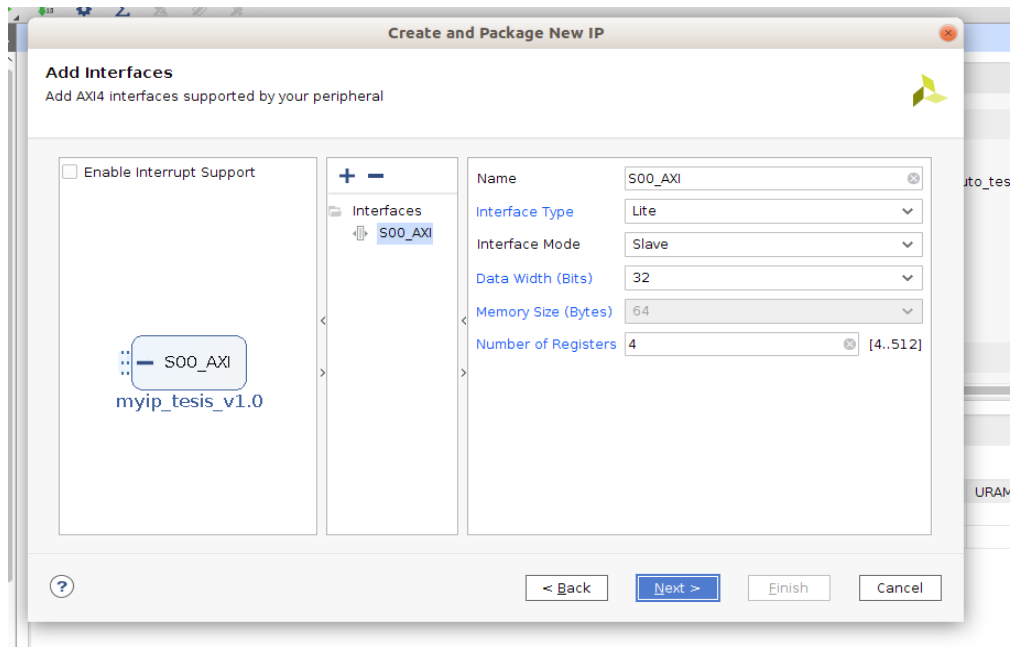 Create and Package New IP
Add Interfaces
Add AXI4 interfaces supported by your peripheral
Enable Interrupt Support
S00_AXI
myip_tesis_v1.0
Interfaces
S00_AXI
Name S00_AXI
Interface Type Lite
Interface Mode Slave
Data Width (Bits) 32
Memory Size (Bytes) 64
Number of Registers 4 [4..512]
uto_tes
URAM
? < Back Next > Finish Cancel